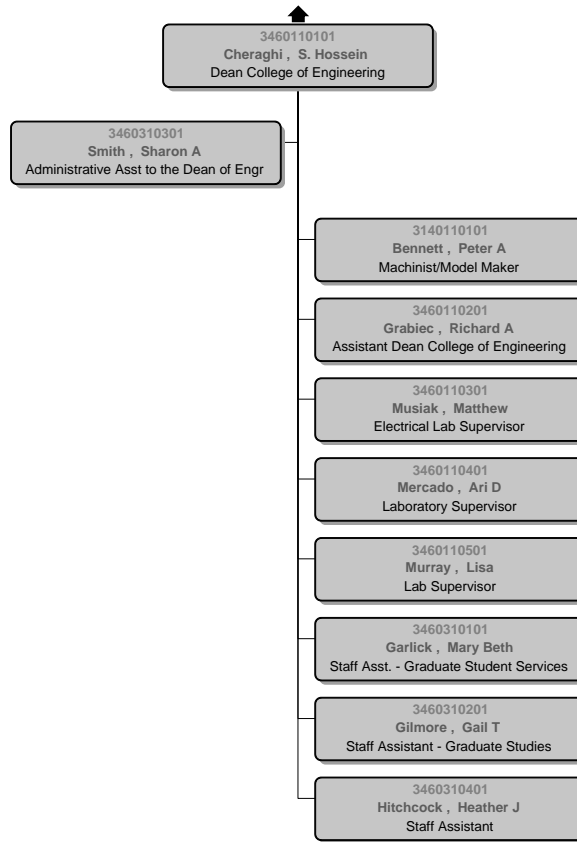 3460110101
Cheraghi , S. Hossein
Dean College of Engineering
3460310301
Smith , Sharon A
Administrative Asst to the Dean of Engr
3140110101
Bennett , Peter A
Machinist/Model Maker
3460110201
Grabiec , Richard A
Assistant Dean College of Engineering
3460110301
Musiak , Matthew
Electrical Lab Supervisor
3460110401
Mercado , Ari D
Laboratory Supervisor
3460110501
Murray , Lisa
Lab Supervisor
3460310101
Garlick , Mary Beth
Staff Asst. - Graduate Student Services
3460310201
Gilmore , Gail T
Staff Assistant - Graduate Studies
3460310401
Hitchcock , Heather J
Staff Assistant